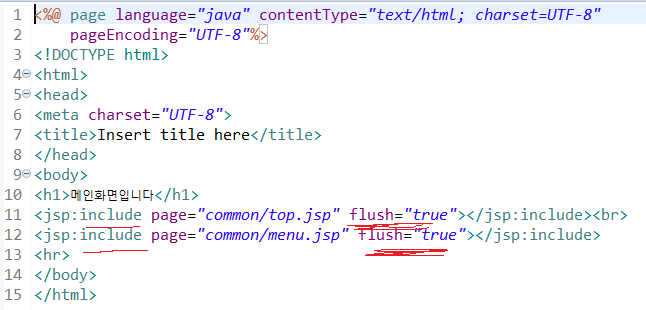 1 <%@ page language="java" contentType="text/html; charset=UTF-8"
2 pageEncoding="UTF-8"%>
3 <!DOCTYPE html>
4 <html>
5 <head>
6 <meta charset="UTF-8">
7 <title>Insert title here</title>
8 </head>
9 <body>
10 <h1>메인화면입니다</h1>
11 <jsp:include page="common/top.jsp" flush="true"></jsp:include><br>
12 <jsp:include page="common/menu.jsp" flush="true"></jsp:include>
13 <hr>
14 </body>
15 </html>